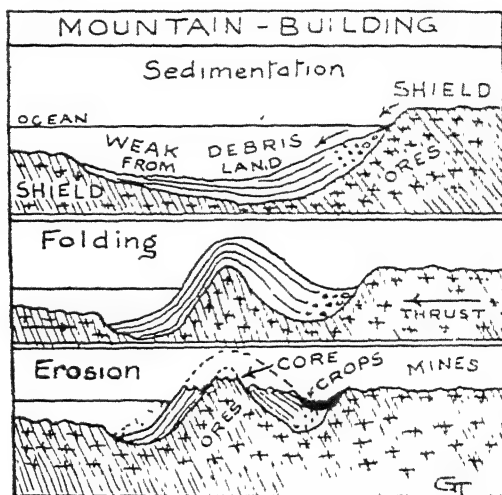 MOUNTAIN - BUILDING
Sedimentation
SHIELD
OCEAN
WEAK DEBRIS
FROM LAND
ORES
SHIELD
Folding
THRUST
Erosion
CORE
CROPS
MINES
ORES
GT